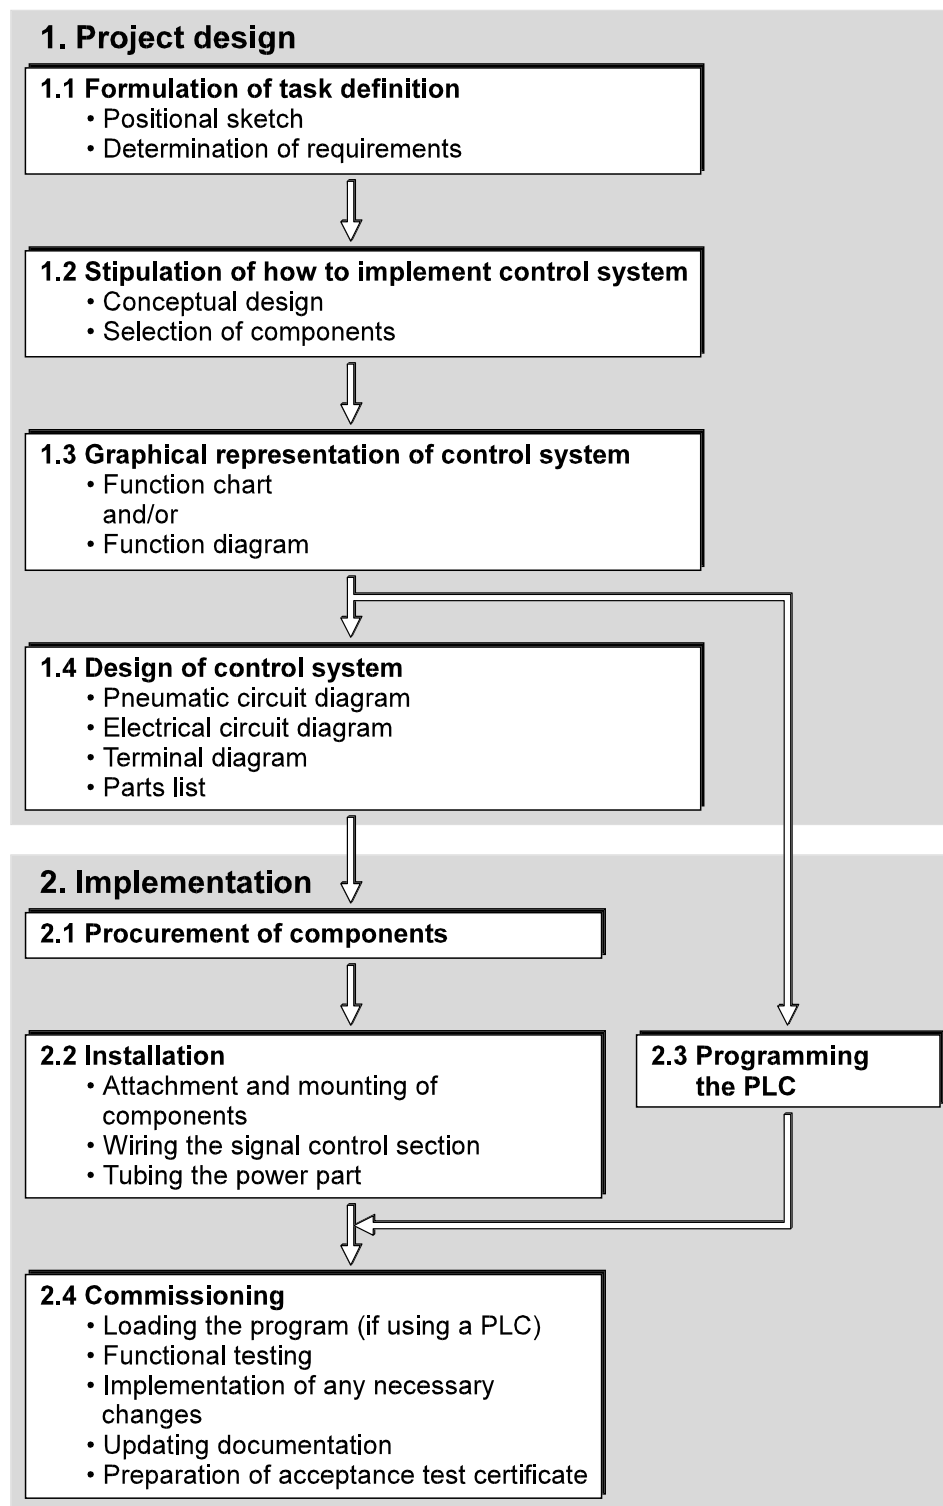 1. Project design
1.1 Formulation of task definition
• Positional sketch
• Determination of requirements
1.2 Stipulation of how to implement control system
• Conceptual design
• Selection of components
1.3 Graphical representation of control system
• Function chart
and/or
• Function diagram
1.4 Design of control system
• Pneumatic circuit diagram
• Electrical circuit diagram
• Terminal diagram
• Parts list
2. Implementation
2.1 Procurement of components
2.2 Installation
• Attachment and mounting of
components
• Wiring the signal control section
• Tubing the power part
2.3 Programming
the PLC
2.4 Commissioning
• Loading the program (if using a PLC)
• Functional testing
• Implementation of any necessary
changes
• Updating documentation
• Preparation of acceptance test certificate